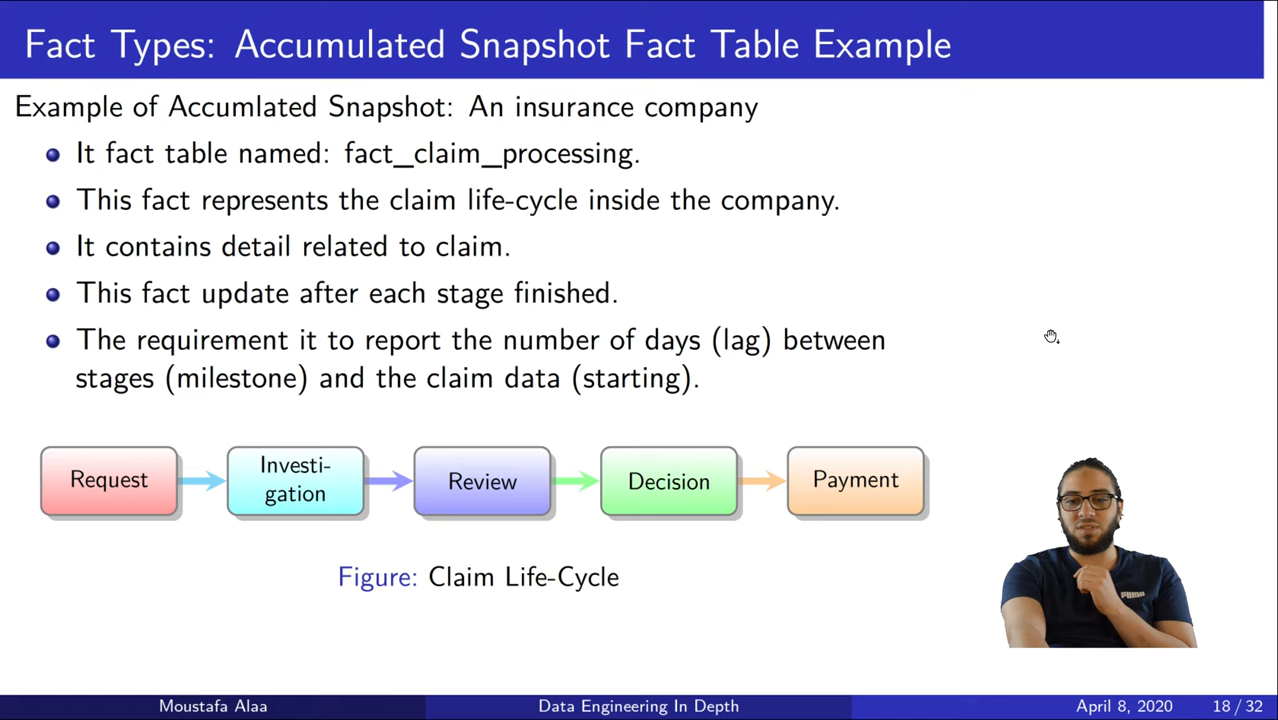 Fact Types: Accumulated Snapshot Fact Table Example
Example of Accumlated Snapshot: An insurance company
It fact table named: fact_claim_processing.
This fact represents the claim life-cycle inside the company.
It contains detail related to claim.
This fact update after each stage finished.
The requirement it to report the number of days (lag) between
stages (milestone) and the claim data (starting).
Request
Investi-
gation
Review
Decision
Payment
Figure: Claim Life-Cycle
PUMA
Moustafa Alaa
Data Engineering In Depth
April 8, 2020
18 / 32